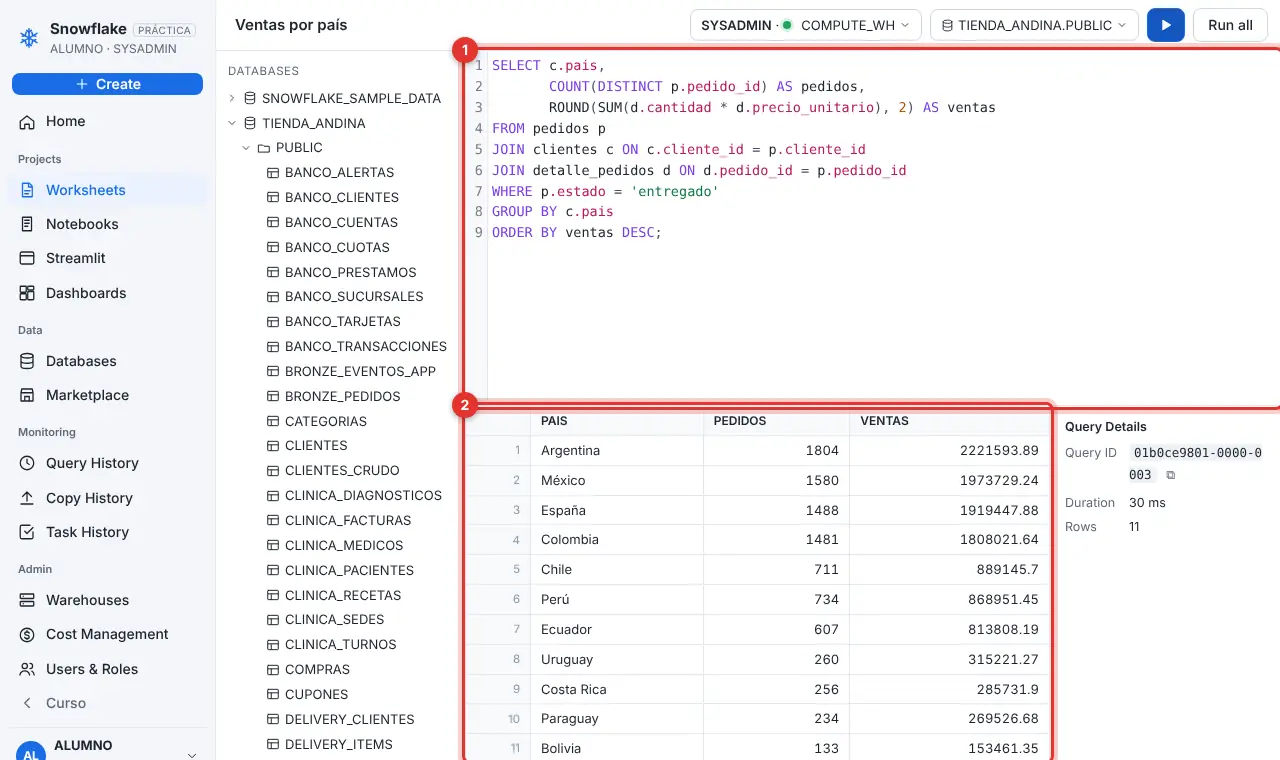 Snowflake PRÁCTICA
ALUMNO · SYSADMIN
+ Create
Home
Projects
Worksheets
Notebooks
Streamlit
Dashboards
Data
Databases
Marketplace
Monitoring
Query History
Copy History
Task History
Admin
Warehouses
Cost Management
Users & Roles
Curso
AL ALUMNO
Ventas por país
SYSADMIN · COMPUTE_WH
TIENDA_ANDINA.PUBLIC
Run all
DATABASES
SNOWFLAKE_SAMPLE_DATA
TIENDA_ANDINA
PUBLIC
BANCO_ALERTAS
BANCO_CLIENTES
BANCO_CUENTAS
BANCO_CUOTAS
BANCO_PRESTAMOS
BANCO_SUCURSALES
BANCO_TARJETAS
BANCO_TRANSACCIONES
BRONZE_EVENTOS_APP
BRONZE_PEDIDOS
CATEGORIAS
CLIENTES
CLIENTES_CRUDO
CLINICA_DIAGNOSTICOS
CLINICA_FACTURAS
CLINICA_MEDICOS
CLINICA_PACIENTES
CLINICA_RECETAS
CLINICA_SEDES
CLINICA_TURNOS
COMPRAS
CUPONES
DELIVERY_CLIENTES
DELIVERY_ITEMS
1
1 SELECT c.pais,
2 COUNT(DISTINCT p.pedido_id) AS pedidos,
3 ROUND(SUM(d.cantidad * d.precio_unitario), 2) AS ventas
4 FROM pedidos p
5 JOIN clientes c ON c.cliente_id = p.cliente_id
6 JOIN detalle_pedidos d ON d.pedido_id = p.pedido_id
7 WHERE p.estado = 'entregado'
8 GROUP BY c.pais
9 ORDER BY ventas DESC;
2
PAIS PEDIDOS VENTAS
1 Argentina 1804 2221593.89
2 México 1580 1973729.24
3 España 1488 1919447.88
4 Colombia 1481 1808021.64
5 Chile 711 889145.7
6 Perú 734 868951.45
7 Ecuador 607 813808.19
8 Uruguay 260 315221.27
9 Costa Rica 256 285731.9
10 Paraguay 234 269526.68
11 Bolivia 133 153461.35
Query Details
Query ID 01b0ce9801-0000-0
003
Duration 30 ms
Rows 11